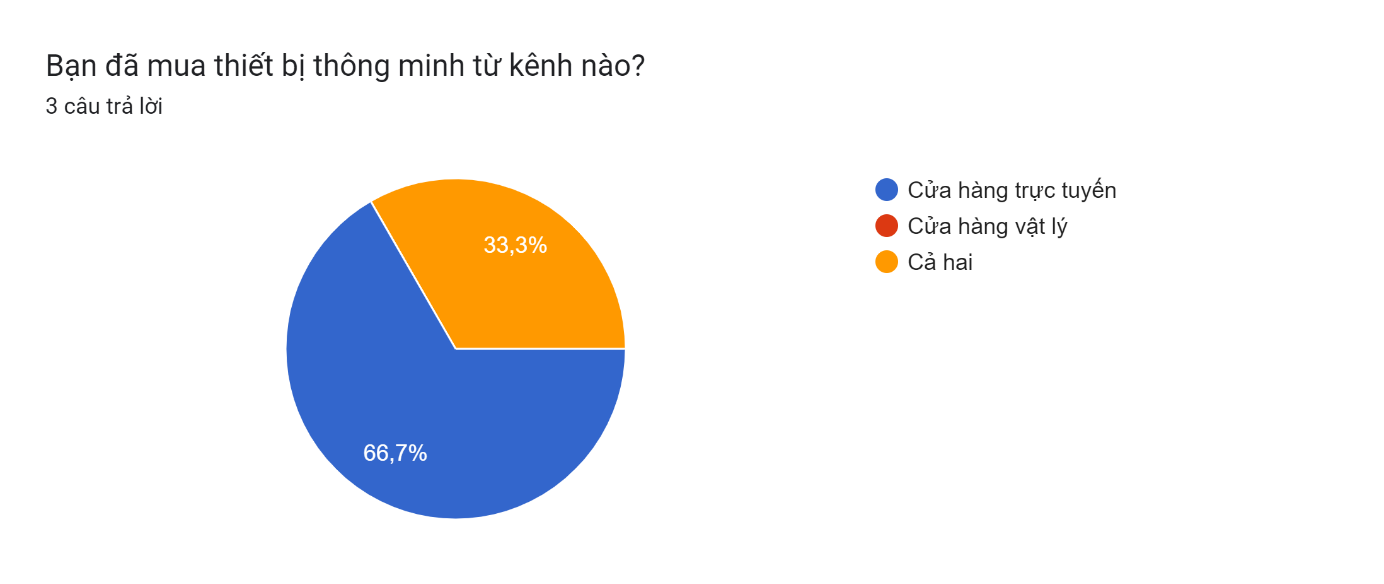 Bạn đã mua thiết bị thông minh từ kênh nào?
3 câu trả lời
Cửa hàng trực tuyến
Cửa hàng vật lý
Cả hai
33,3%
66,7%